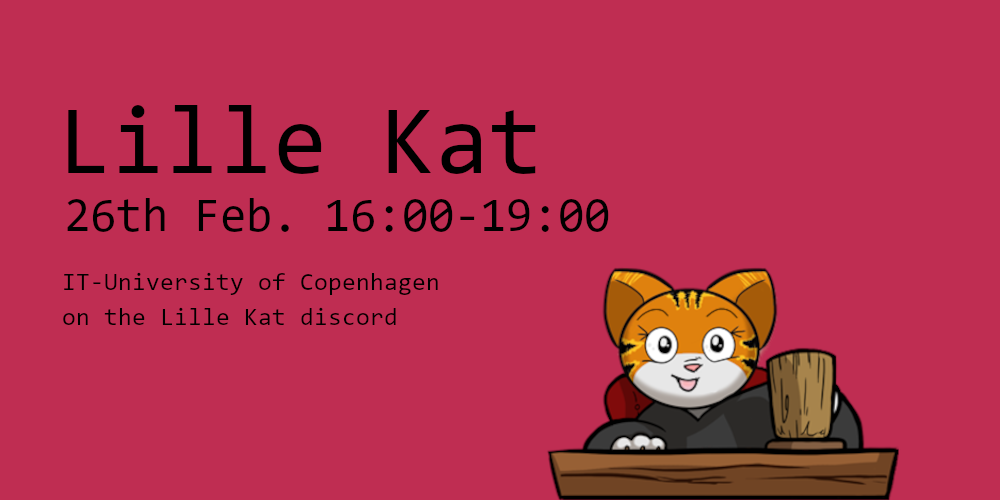 Lille Kat
26th Feb. 16:00-19:00
IT-University of Copenhagen
on the Lille Kat discord